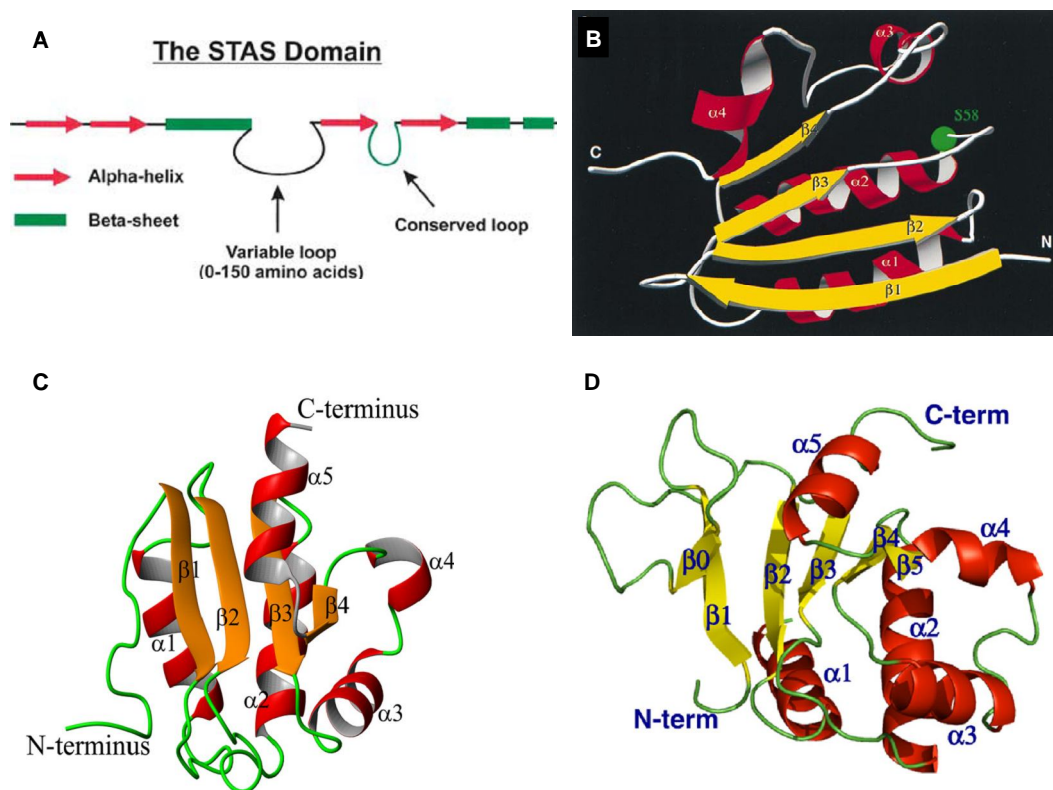 A
The STAS Domain
Alpha-helix
Beta-sheet
Variable loop
(0-150 amino acids)
Conserved loop
B
α3
α4
β4
S58
C
β3
α2
β2
N
α1
β1
C
C-terminus
α5
β1
α4
β2
β3
β4
α1
α2
α3
N-terminus
D
C-term
α5
β4
α4
β0
β2
β3
β5
β1
α2
α1
N-term
α3